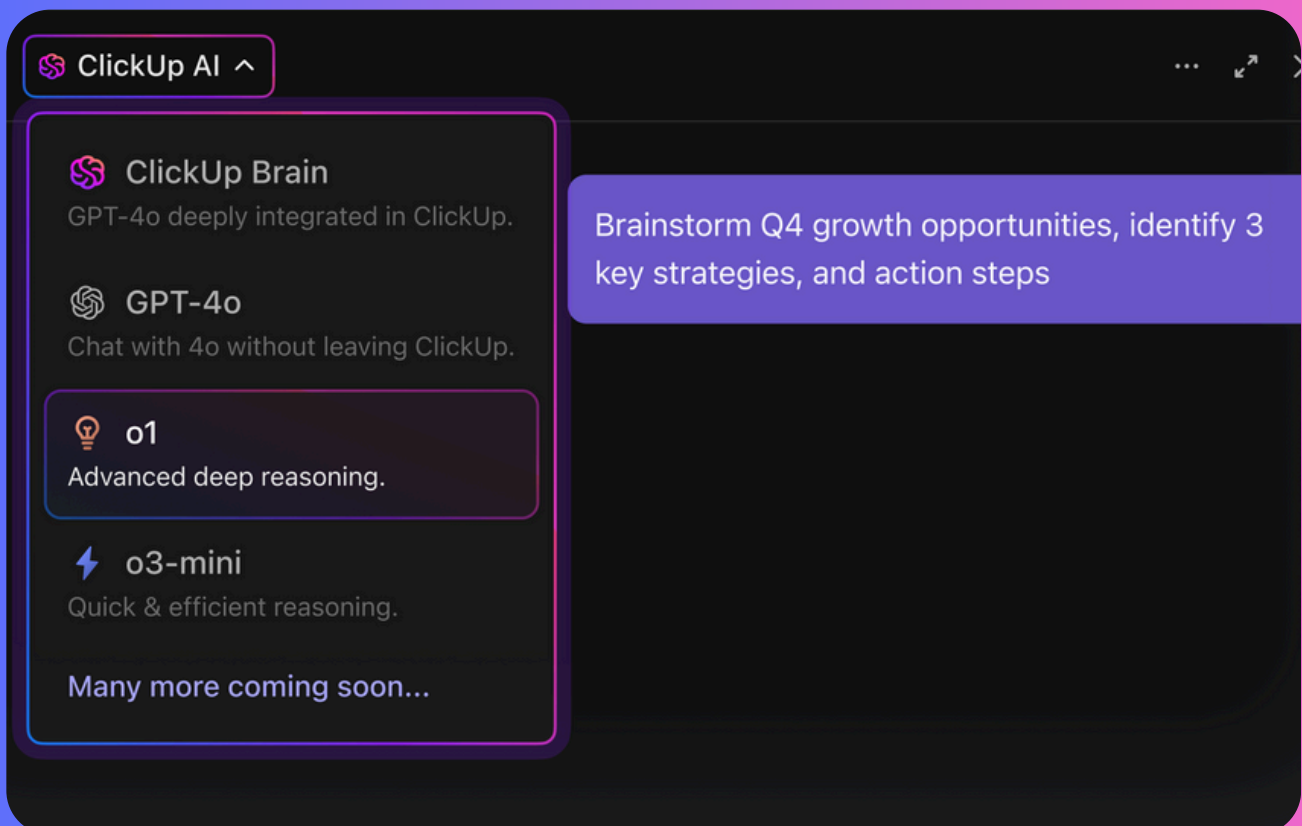 ClickUp AI
ClickUp Brain
GPT-4o deeply integrated in ClickUp.
GPT-4o
Chat with 4o without leaving ClickUp.
o1
Advanced deep reasoning.
o3-mini
Quick & efficient reasoning.
Many more coming soon...
Brainstorm Q4 growth opportunities, identify 3
key strategies, and action steps